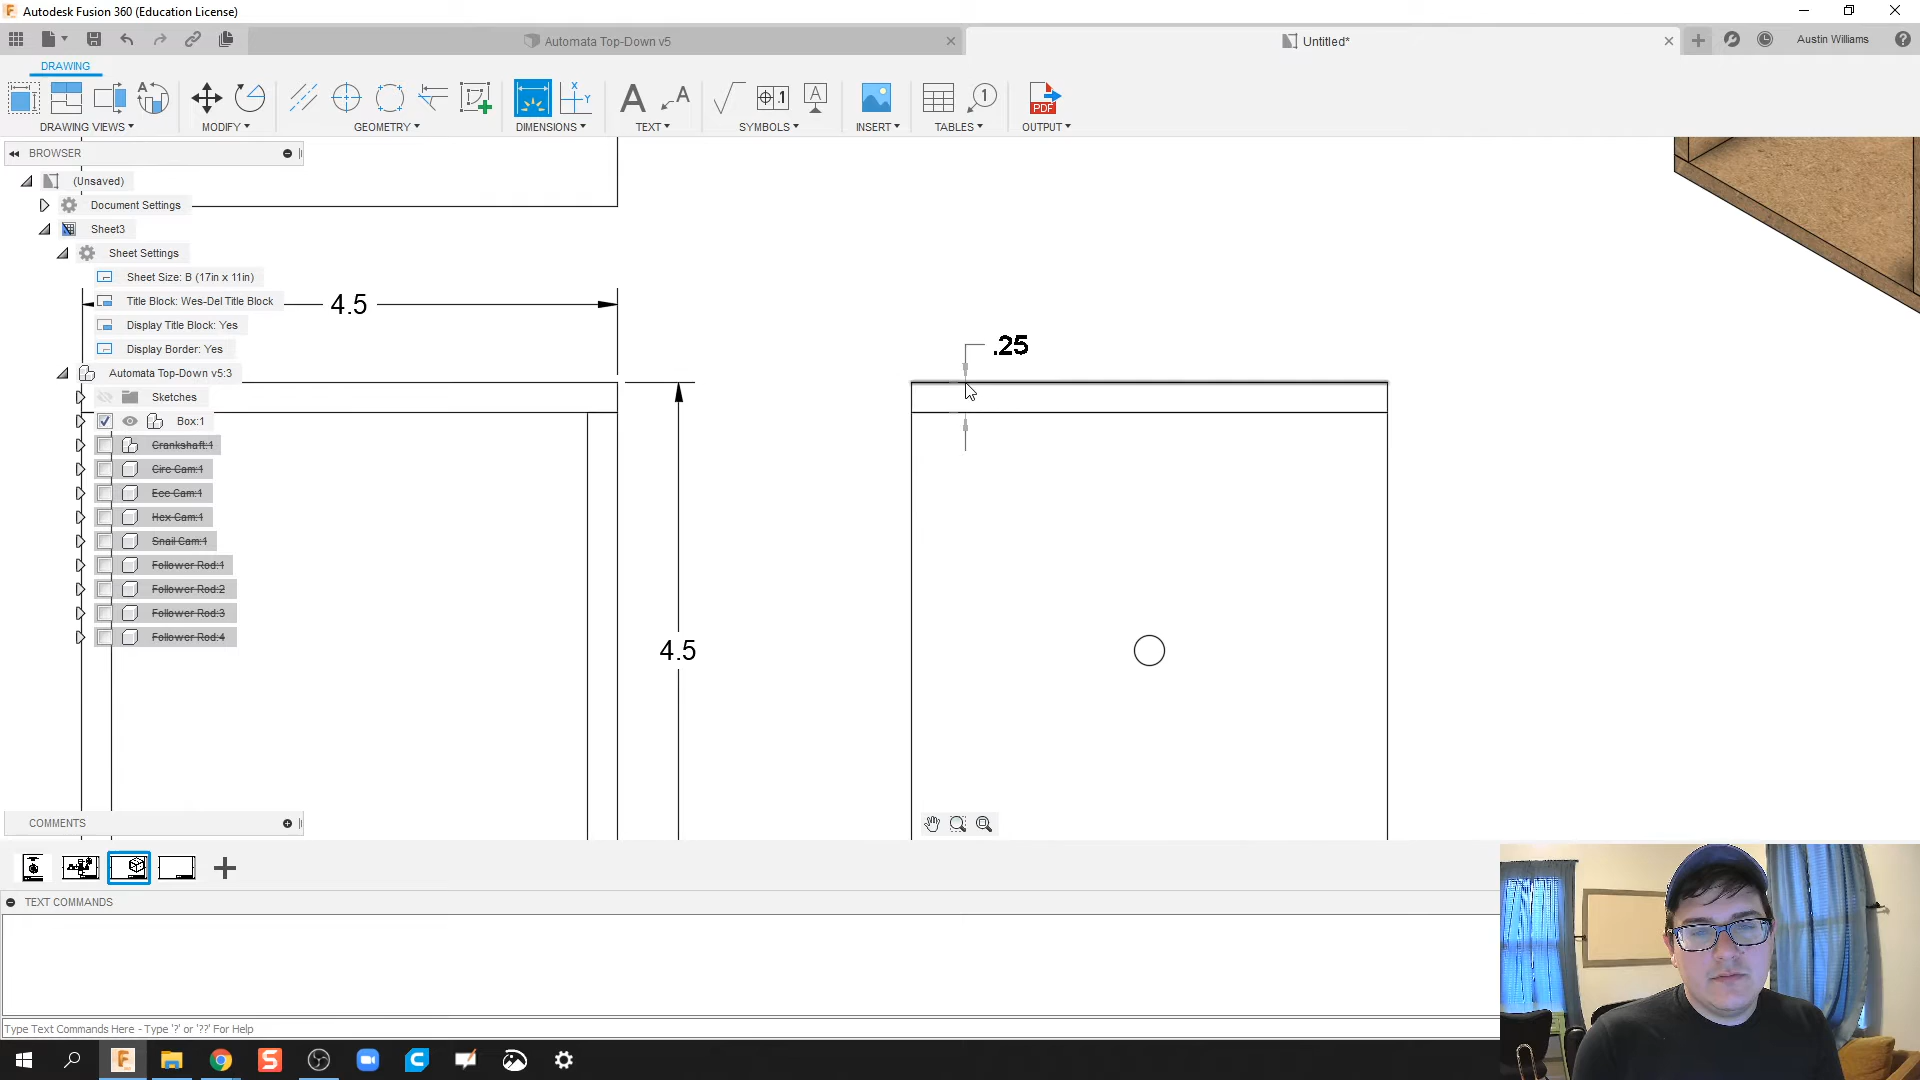 Autodesk Fusion 360 (Education License)
Automata Top-Down v5
Untitled*
Austin Williams
DRAWING
DRAWING VIEWS
MODIFY
GEOMETRY
DIMENSIONS
TEXT
SYMBOLS
INSERT
TABLES
OUTPUT
BROWSER
(Unsaved)
Document Settings
Sheet3
Sheet Settings
Sheet Size: B (17in x 11in)
Title Block: Wes-Del Title Block
Display Title Block: Yes
Display Border: Yes
Automata Top-Down v5:3
Sketches
Box:1
Crankshaft:1
Circ Cam:1
Ecc Cam:1
Hex Cam:1
Snail Cam:1
Follower Rod:1
Follower Rod:2
Follower Rod:3
Follower Rod:4
4.5
.25
4.5
COMMENTS
TEXT COMMANDS
Type Text Commands Here - Type '?' or '??' For Help